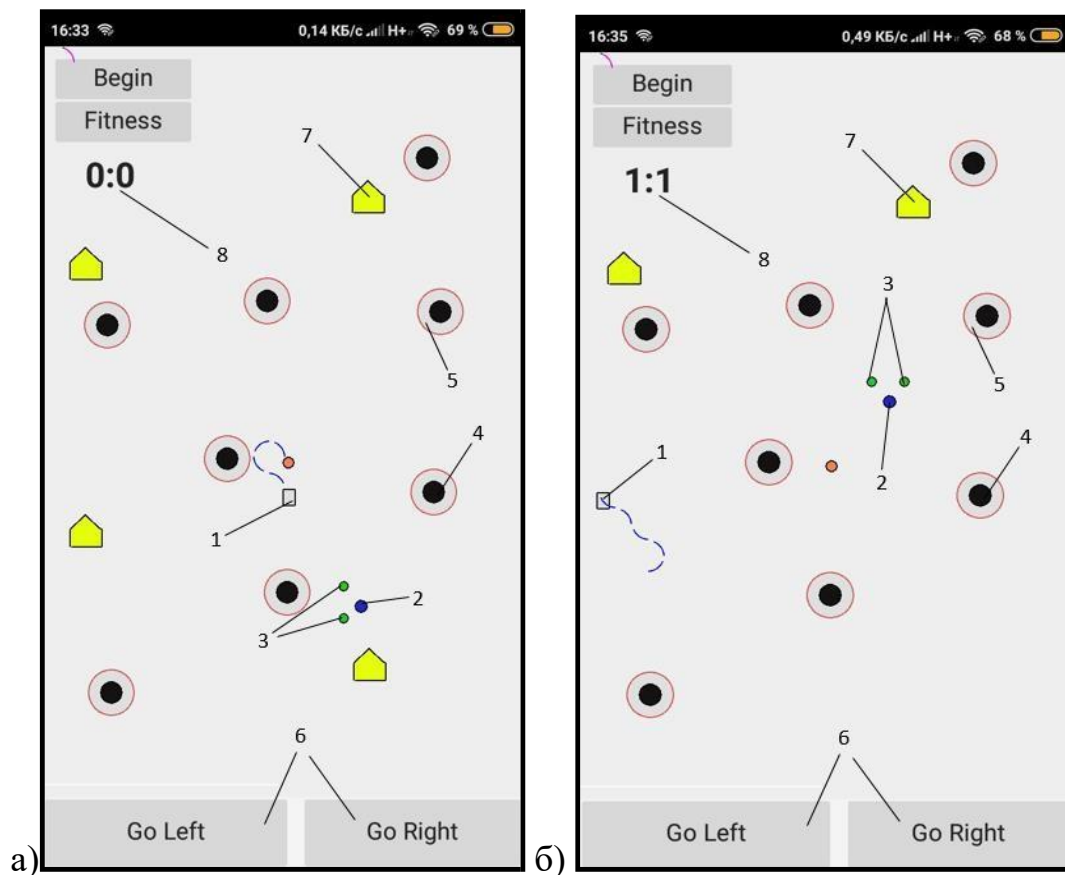 16:33 0,14 КБ/с H+ 69 %
Begin
Fitness
7
0:0
8
5
4
1
2
3
6
Go Left Go Right
а)
16:35 0,49 КБ/с H+ 68 %
Begin
Fitness
7
1:1
8
3
5
4
1
2
6
Go Left Go Right
б)